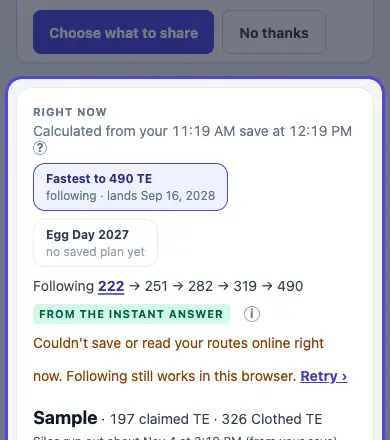 Choose what to share
No thanks
RIGHT NOW
Calculated from your 11:19 AM save at 12:19 PM
?
Fastest to 490 TE
following · lands Sep 16, 2028
Egg Day 2027
no saved plan yet
Following 222 → 251 → 282 → 319 → 490
FROM THE INSTANT ANSWER i
Couldn't save or read your routes online right
now. Following still works in this browser. Retry ›
Sample · 197 claimed TE · 326 Clothed TE